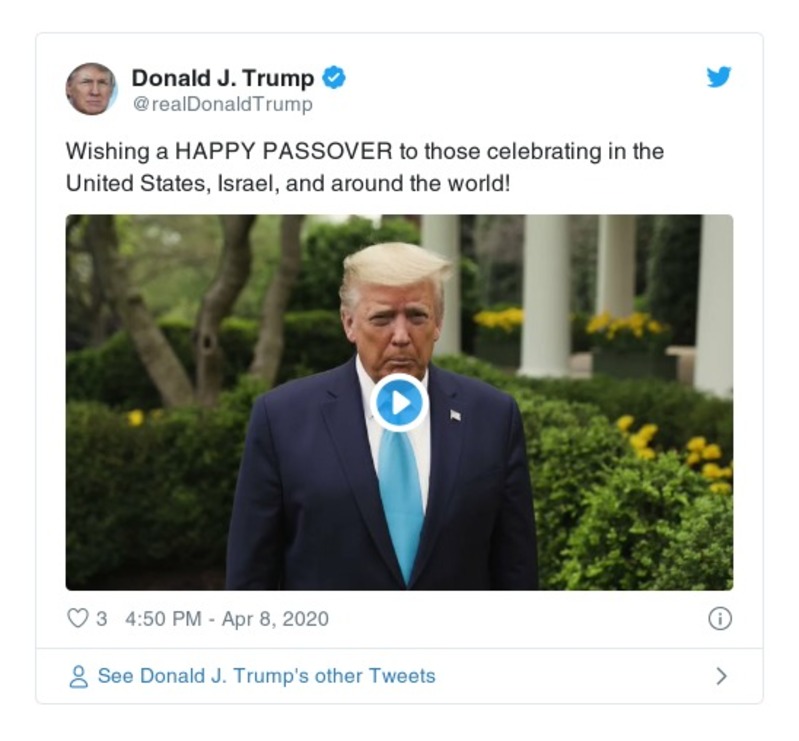 Donald J. Trump
@realDonaldTrump
Wishing a HAPPY PASSOVER to those celebrating in the
United States, Israel, and around the world!
3 4:50 PM - Apr 8, 2020
See Donald J. Trump's other Tweets